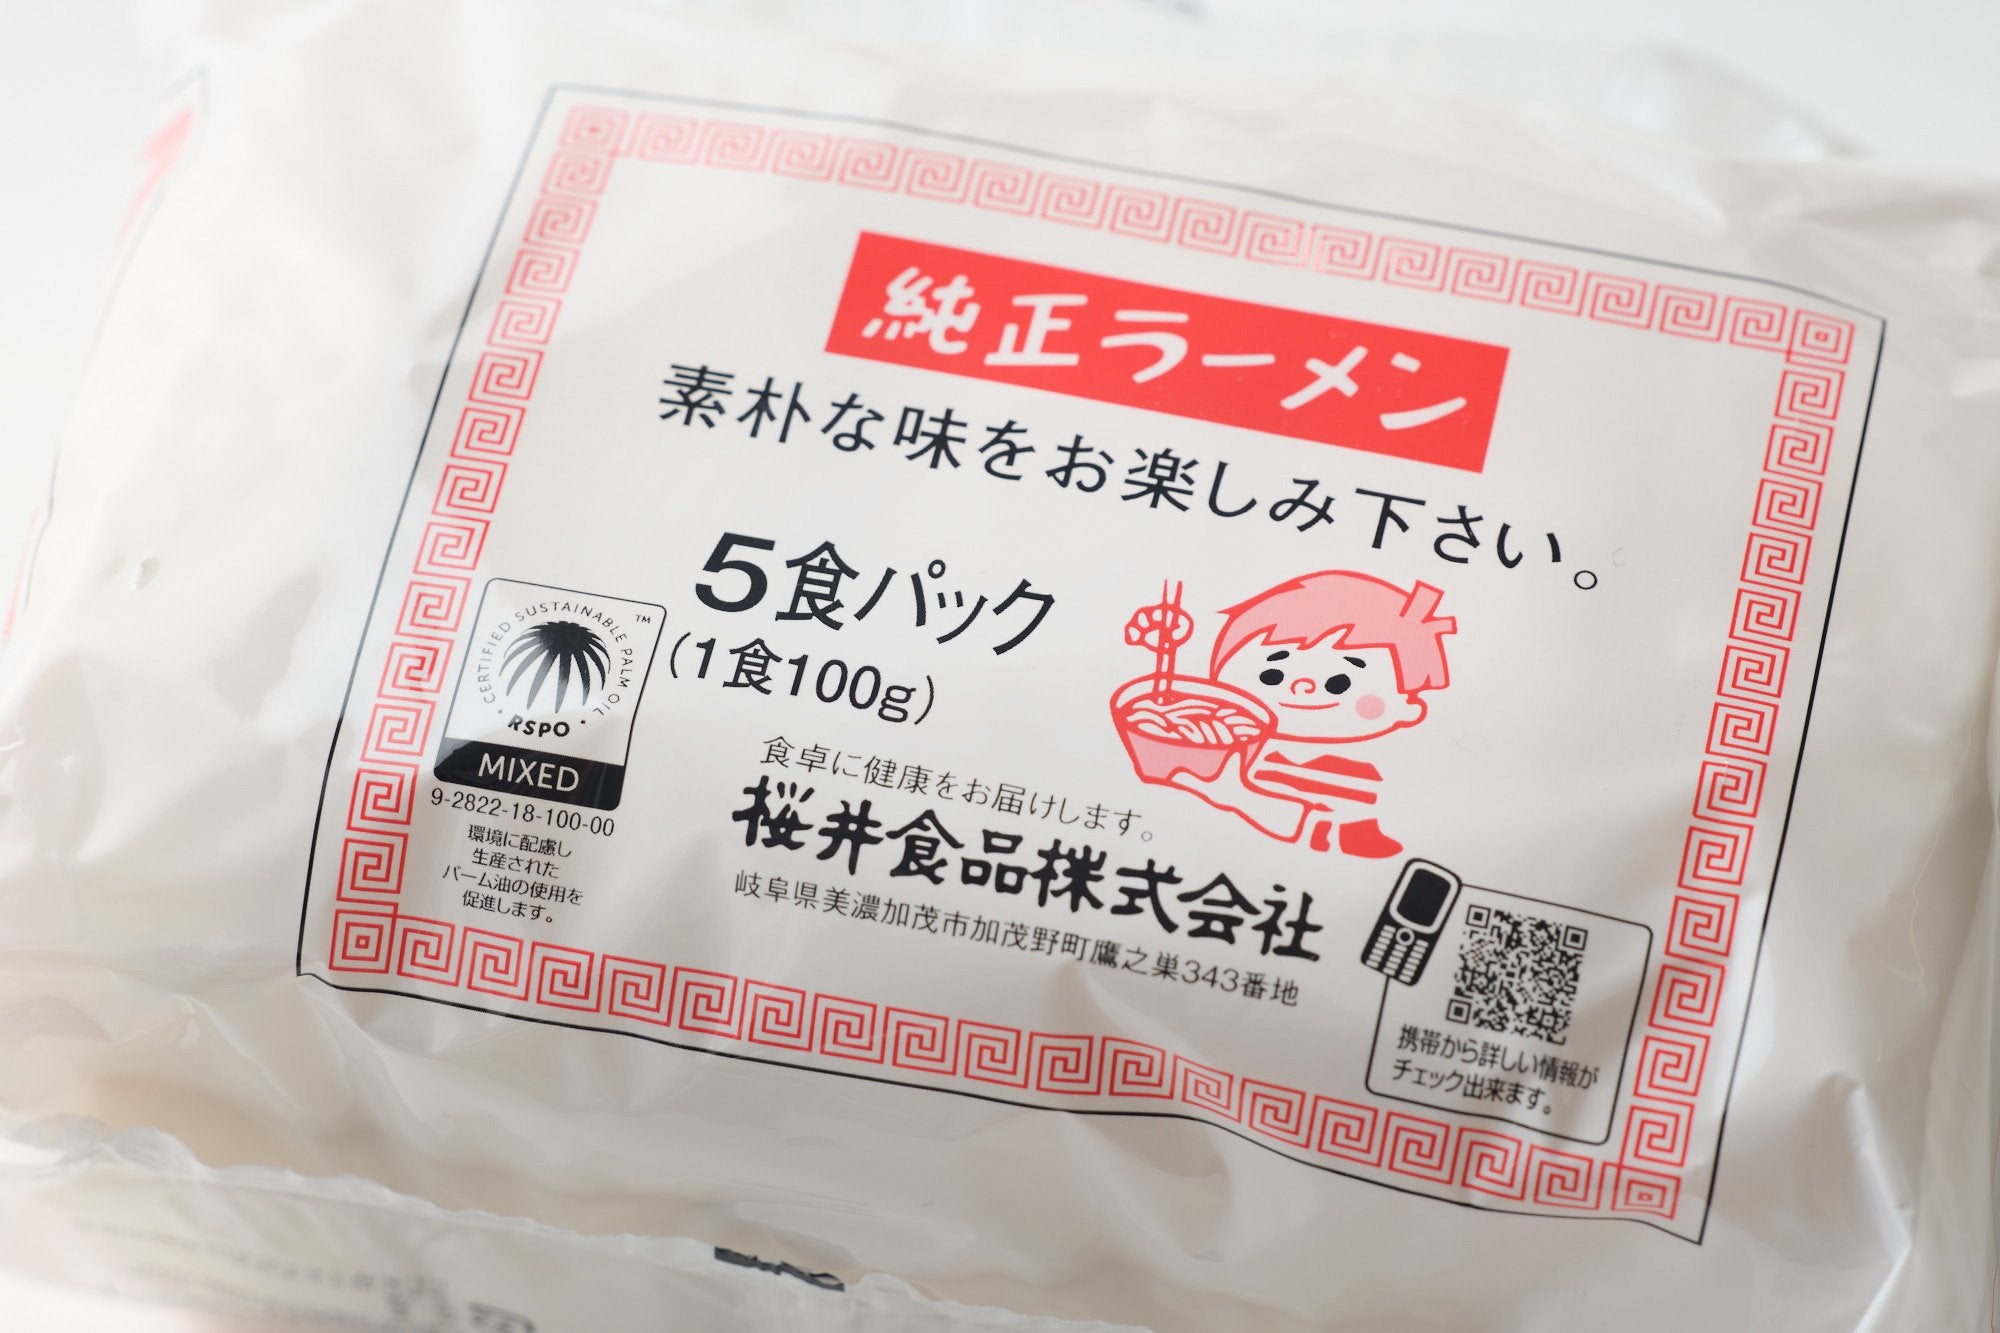 純正ラーメン
素朴な味をお楽しみ下さい。
5食パック
(1食100g)
CERTIFIED SUSTAINABLE PALM OIL
TM
RSPO
MIXED
9-2822-18-100-00
環境に配慮し
生産された
パーム油の使用を
促進します。
食卓に健康をお届けします。
桜井食品株式会社
岐阜県美濃加茂市加茂野町鷹之巣343番地
携帯から詳しい情報が
チェック出来ます。